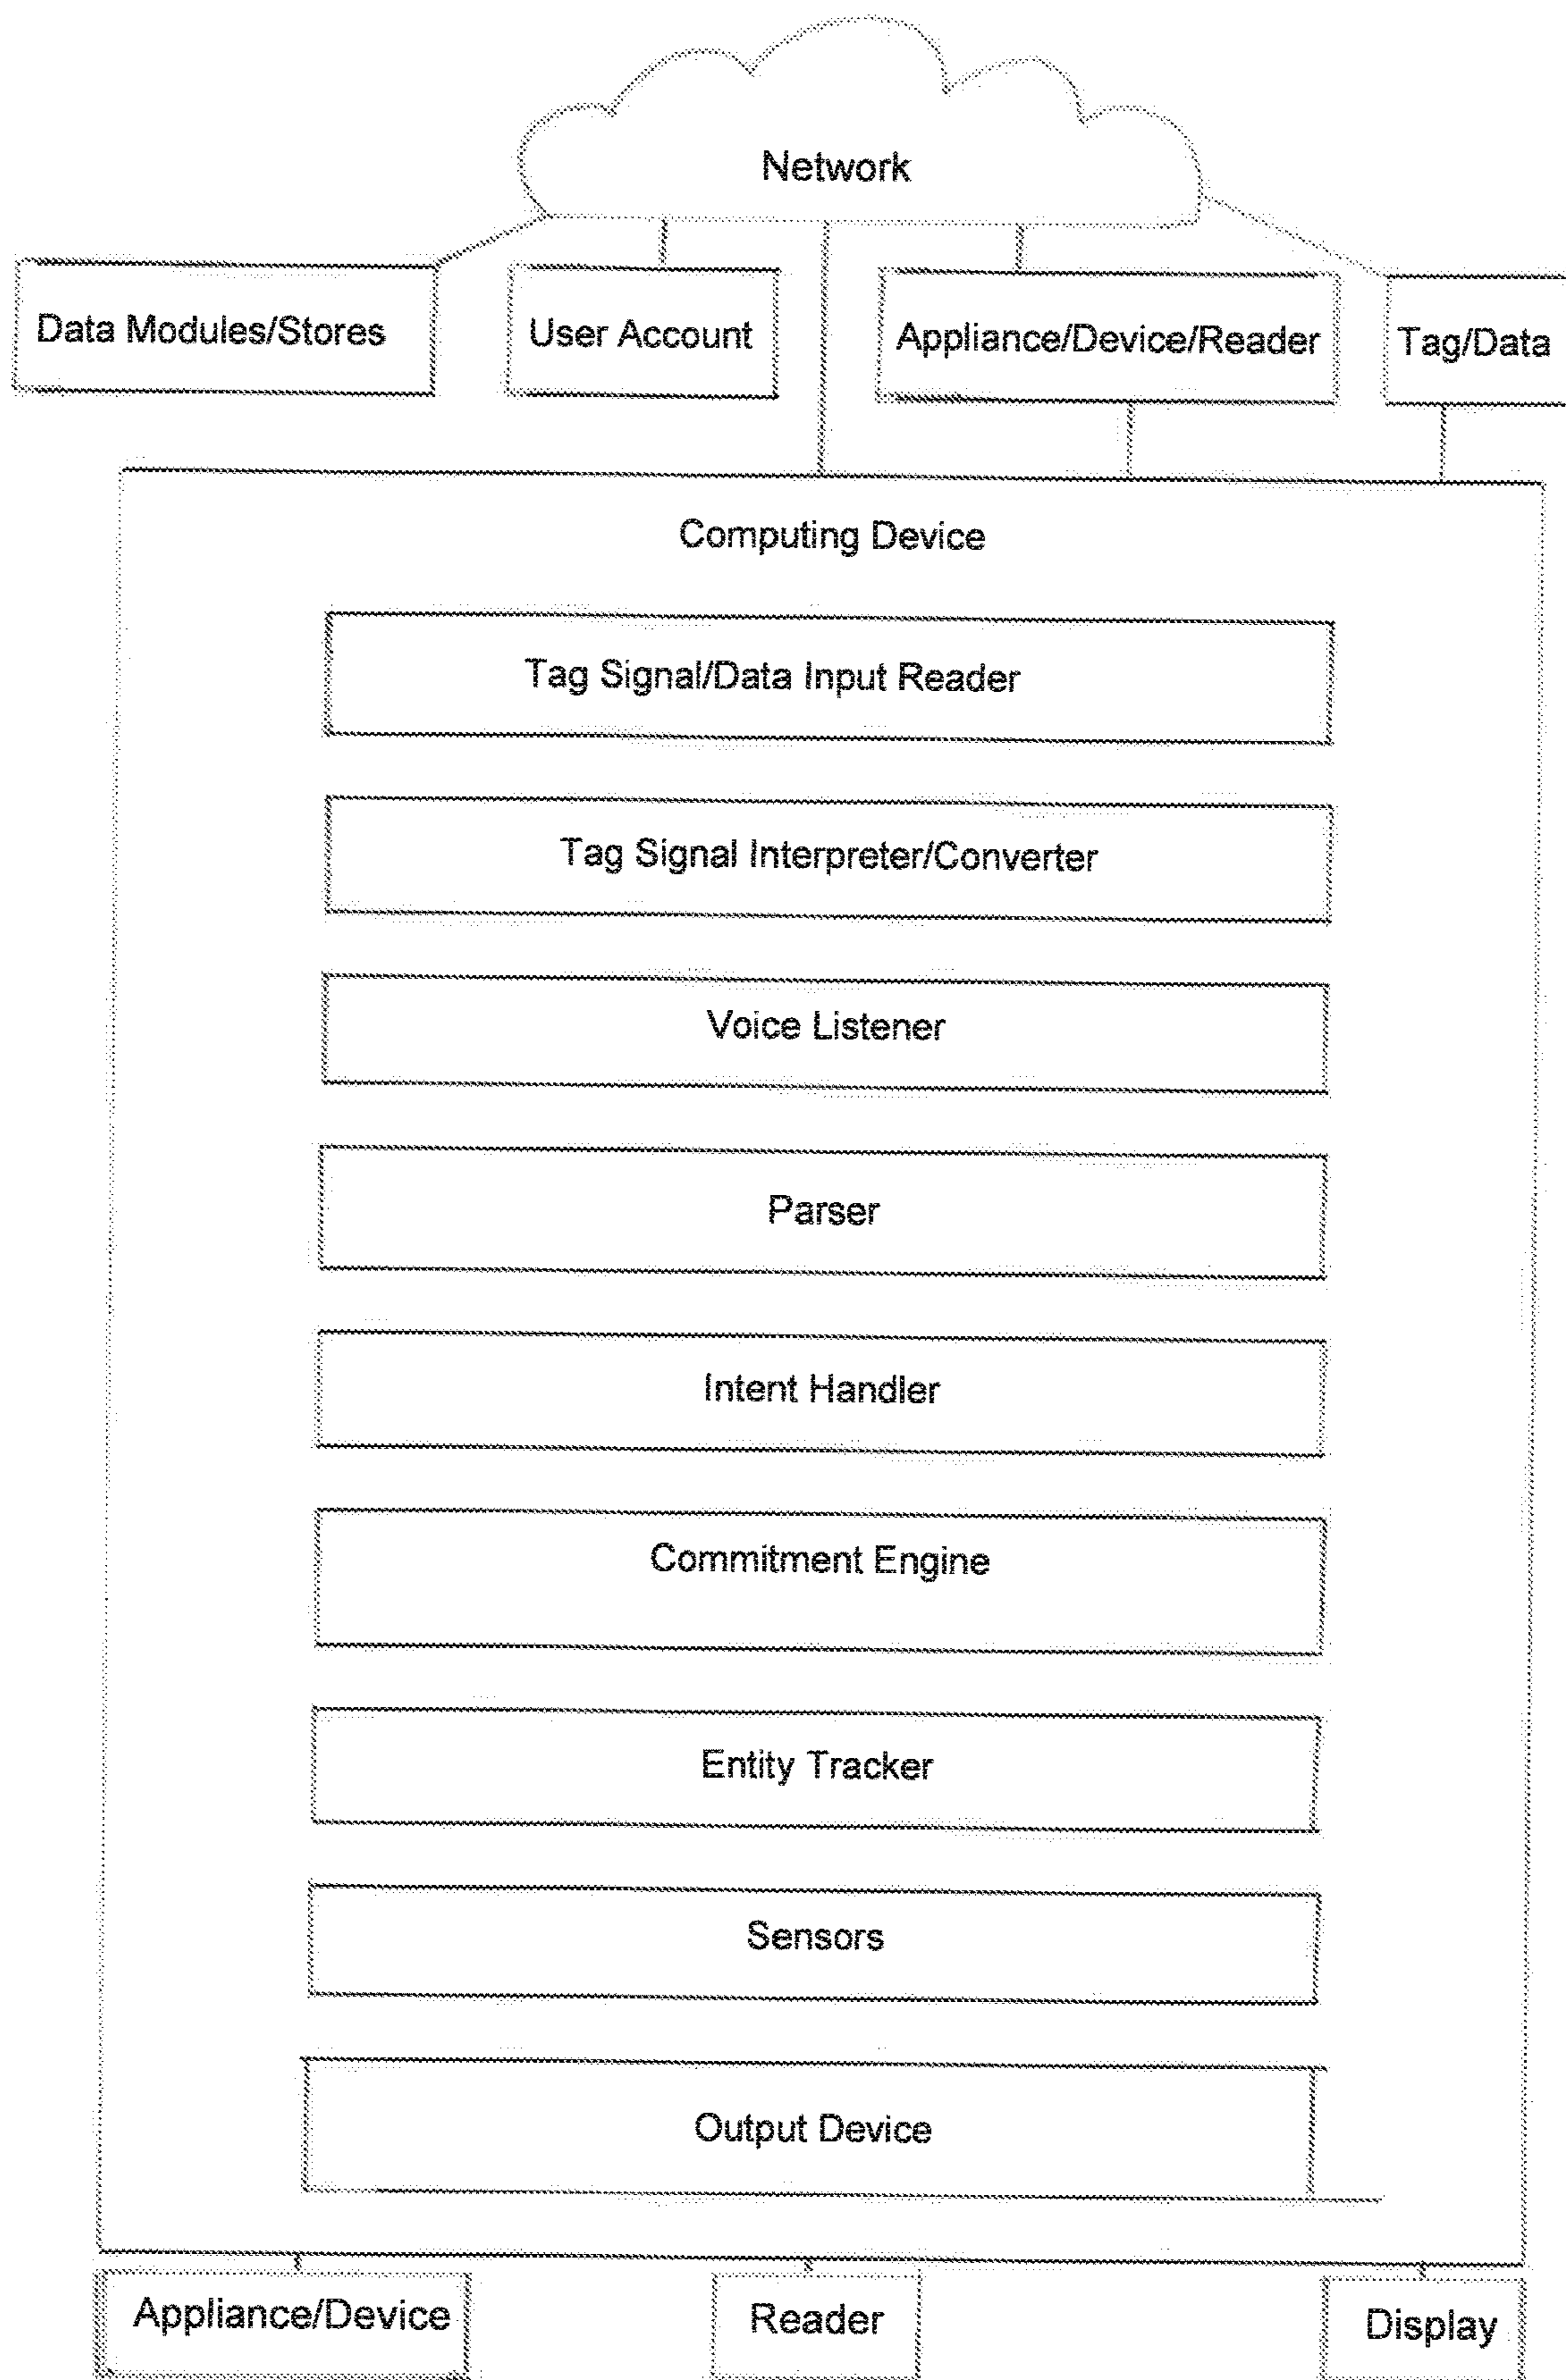 Network
Data Modules/Stores
User Account
Appliance/Device/Reader
Tag/Data
Computing Device
Tag Signal/Data Input Reader
Tag Signal Interpreter/Converter
Voice Listener
Parser
Intent Handler
Commitment Engine
Entity Tracker
Sensors
Output Device
Appliance/Device
Reader
Display